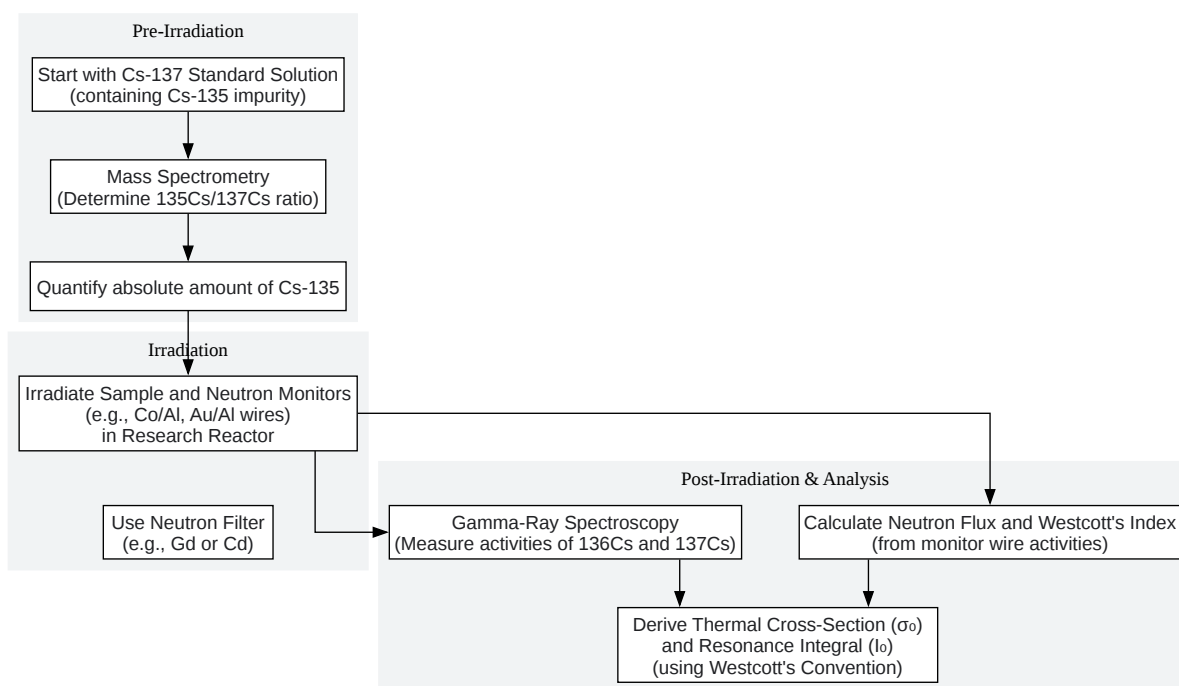 Pre-Irradiation
Start with Cs-137 Standard Solution
(containing Cs-135 impurity)
Mass Spectrometry
(Determine 135Cs/137Cs ratio)
Quantify absolute amount of Cs-135
Irradiation
Irradiate Sample and Neutron Monitors
(e.g., Co/Al, Au/Al wires)
in Research Reactor
Use Neutron Filter
(e.g., Gd or Cd)
Post-Irradiation & Analysis
Gamma-Ray Spectroscopy
(Measure activities of 136Cs and 137Cs)
Calculate Neutron Flux and Westcott's Index
(from monitor wire activities)
Derive Thermal Cross-Section (σ₀)
and Resonance Integral (I₀)
(using Westcott's Convention)